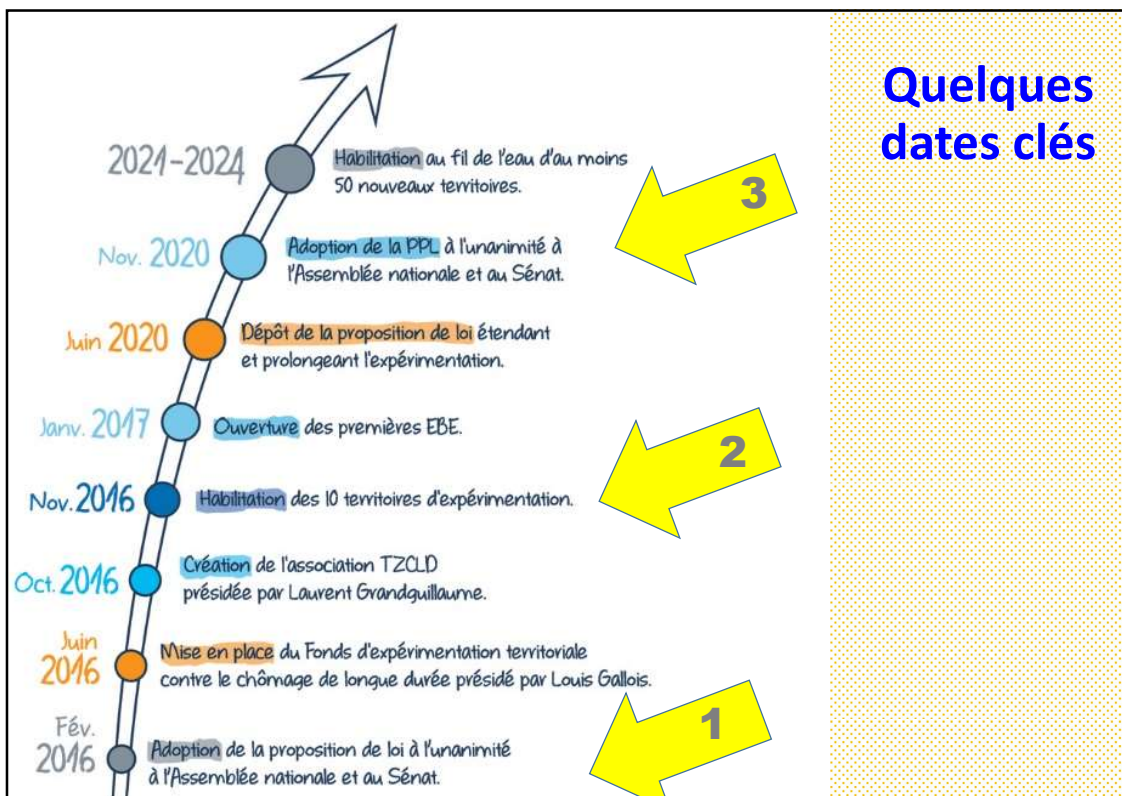 Quelques
dates clés
2021-2024
Habilitation au fil de l'eau d'au moins
50 nouveaux territoires.
3
Nov. 2020
Adoption de la PPL à l'unanimité à
l'Assemblée nationale et au Sénat.
Juin 2020
Dépôt de la proposition de loi étendant
et prolongeant l'expérimentation.
Janv. 2017
Ouverture des premières EBE.
2
Nov. 2016
Habilitation des 10 territoires d'expérimentation.
Oct. 2016
Création de l'association TZCLD
présidée par Laurent Grandguillaume.
Juin
2016
Mise en place du Fonds d'expérimentation territoriale
contre le chômage de longue durée présidé par Louis Gallois.
1
Fév.
2016
Adoption de la proposition de loi à l'unanimité
à l'Assemblée nationale et au Sénat.